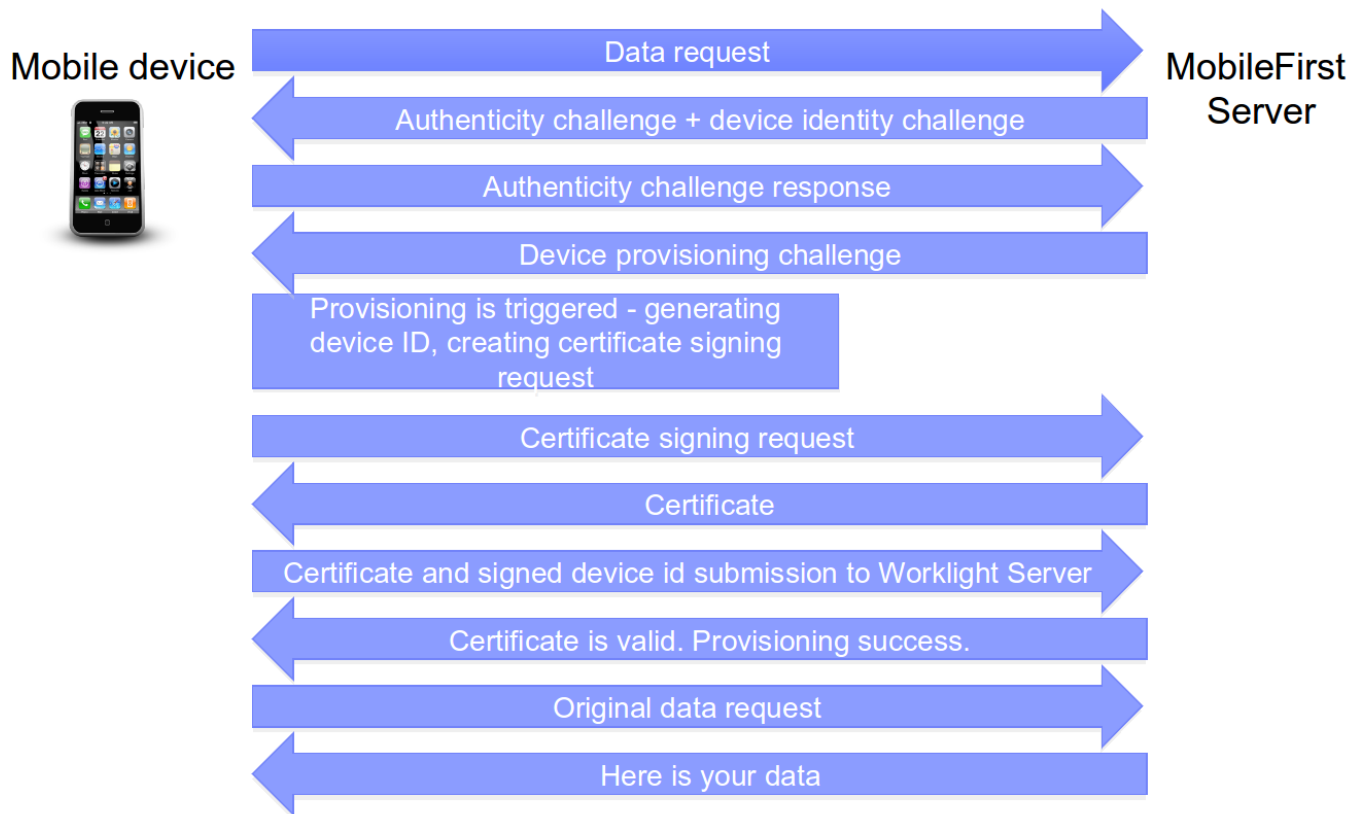 Data request
Mobile device
MobileFirst
Server
Authenticity challenge + device identity challenge
Authenticity challenge response
Device provisioning challenge
Provisioning is triggered - generating
device ID, creating certificate signing
request
Certificate signing request
Certificate
Certificate and signed device id submission to Worklight Server
Certificate is valid. Provisioning success.
Original data request
Here is your data